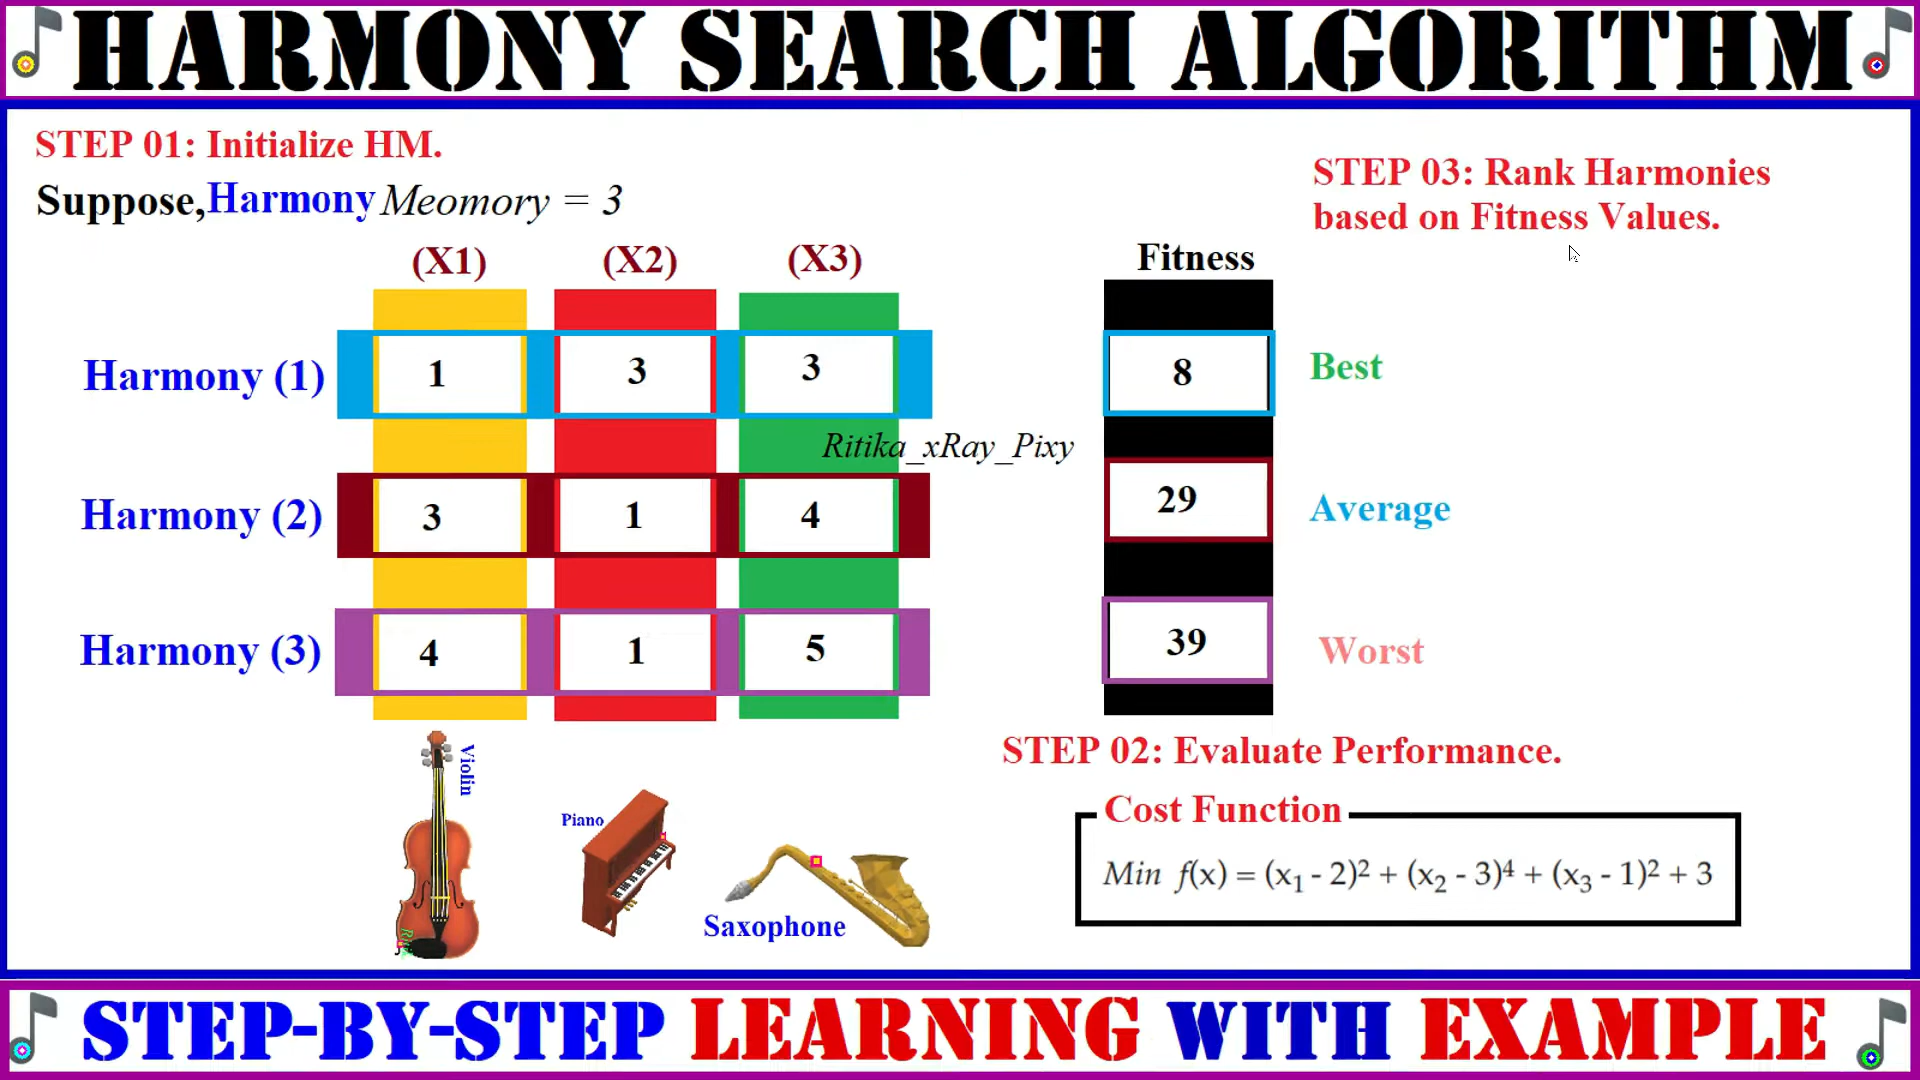 HARMONY SEARCH ALGORITHM
STEP 01: Initialize HM.
Suppose,Harmony Meomory = 3
STEP 03: Rank Harmonies
based on Fitness Values.
(X1) (X2) (X3) Fitness
Harmony (1) 1 3 3 8 Best
Ritika_xRay_Pixy
Harmony (2) 3 1 4 29 Average
Harmony (3) 4 1 5 39 Worst
Violin
Piano
Saxophone
STEP 02: Evaluate Performance.
Cost Function
Min f(x) = (x₁ - 2)² + (x₂ - 3)⁴ + (x₃ - 1)² + 3
STEP-BY-STEP LEARNING WITH EXAMPLE